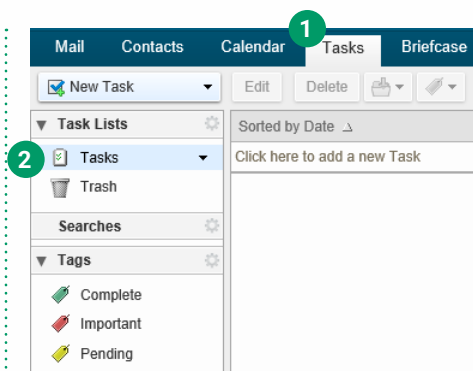 1
Mail Contacts Calendar Tasks Briefcase
New Task Edit Delete
Task Lists Sorted by Date
2 Tasks Click here to add a new Task
Trash
Searches
Tags
Complete
Important
Pending